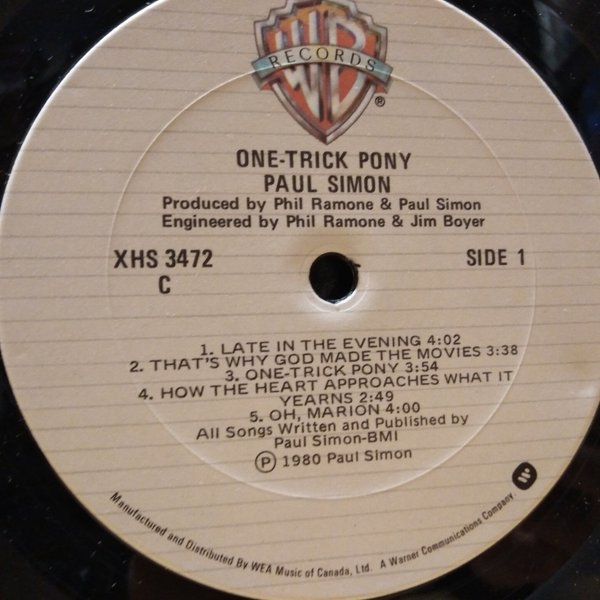 WB
RECORDS
®
ONE-TRICK PONY
PAUL SIMON
Produced by Phil Ramone & Paul Simon
Engineered by Phil Ramone & Jim Boyer
XHS 3472
C
SIDE 1
1. LATE IN THE EVENING 4:02
2. THAT'S WHY GOD MADE THE MOVIES 3:38
3. ONE-TRICK PONY 3:54
4. HOW THE HEART APPROACHES WHAT IT
YEARNS 2:49
5. OH, MARION 4:00
All Songs Written and Published by
Paul Simon-BMI
℗ 1980 Paul Simon
Manufactured and Distributed By WEA Music of Canada, Ltd. A Warner Communications Company.